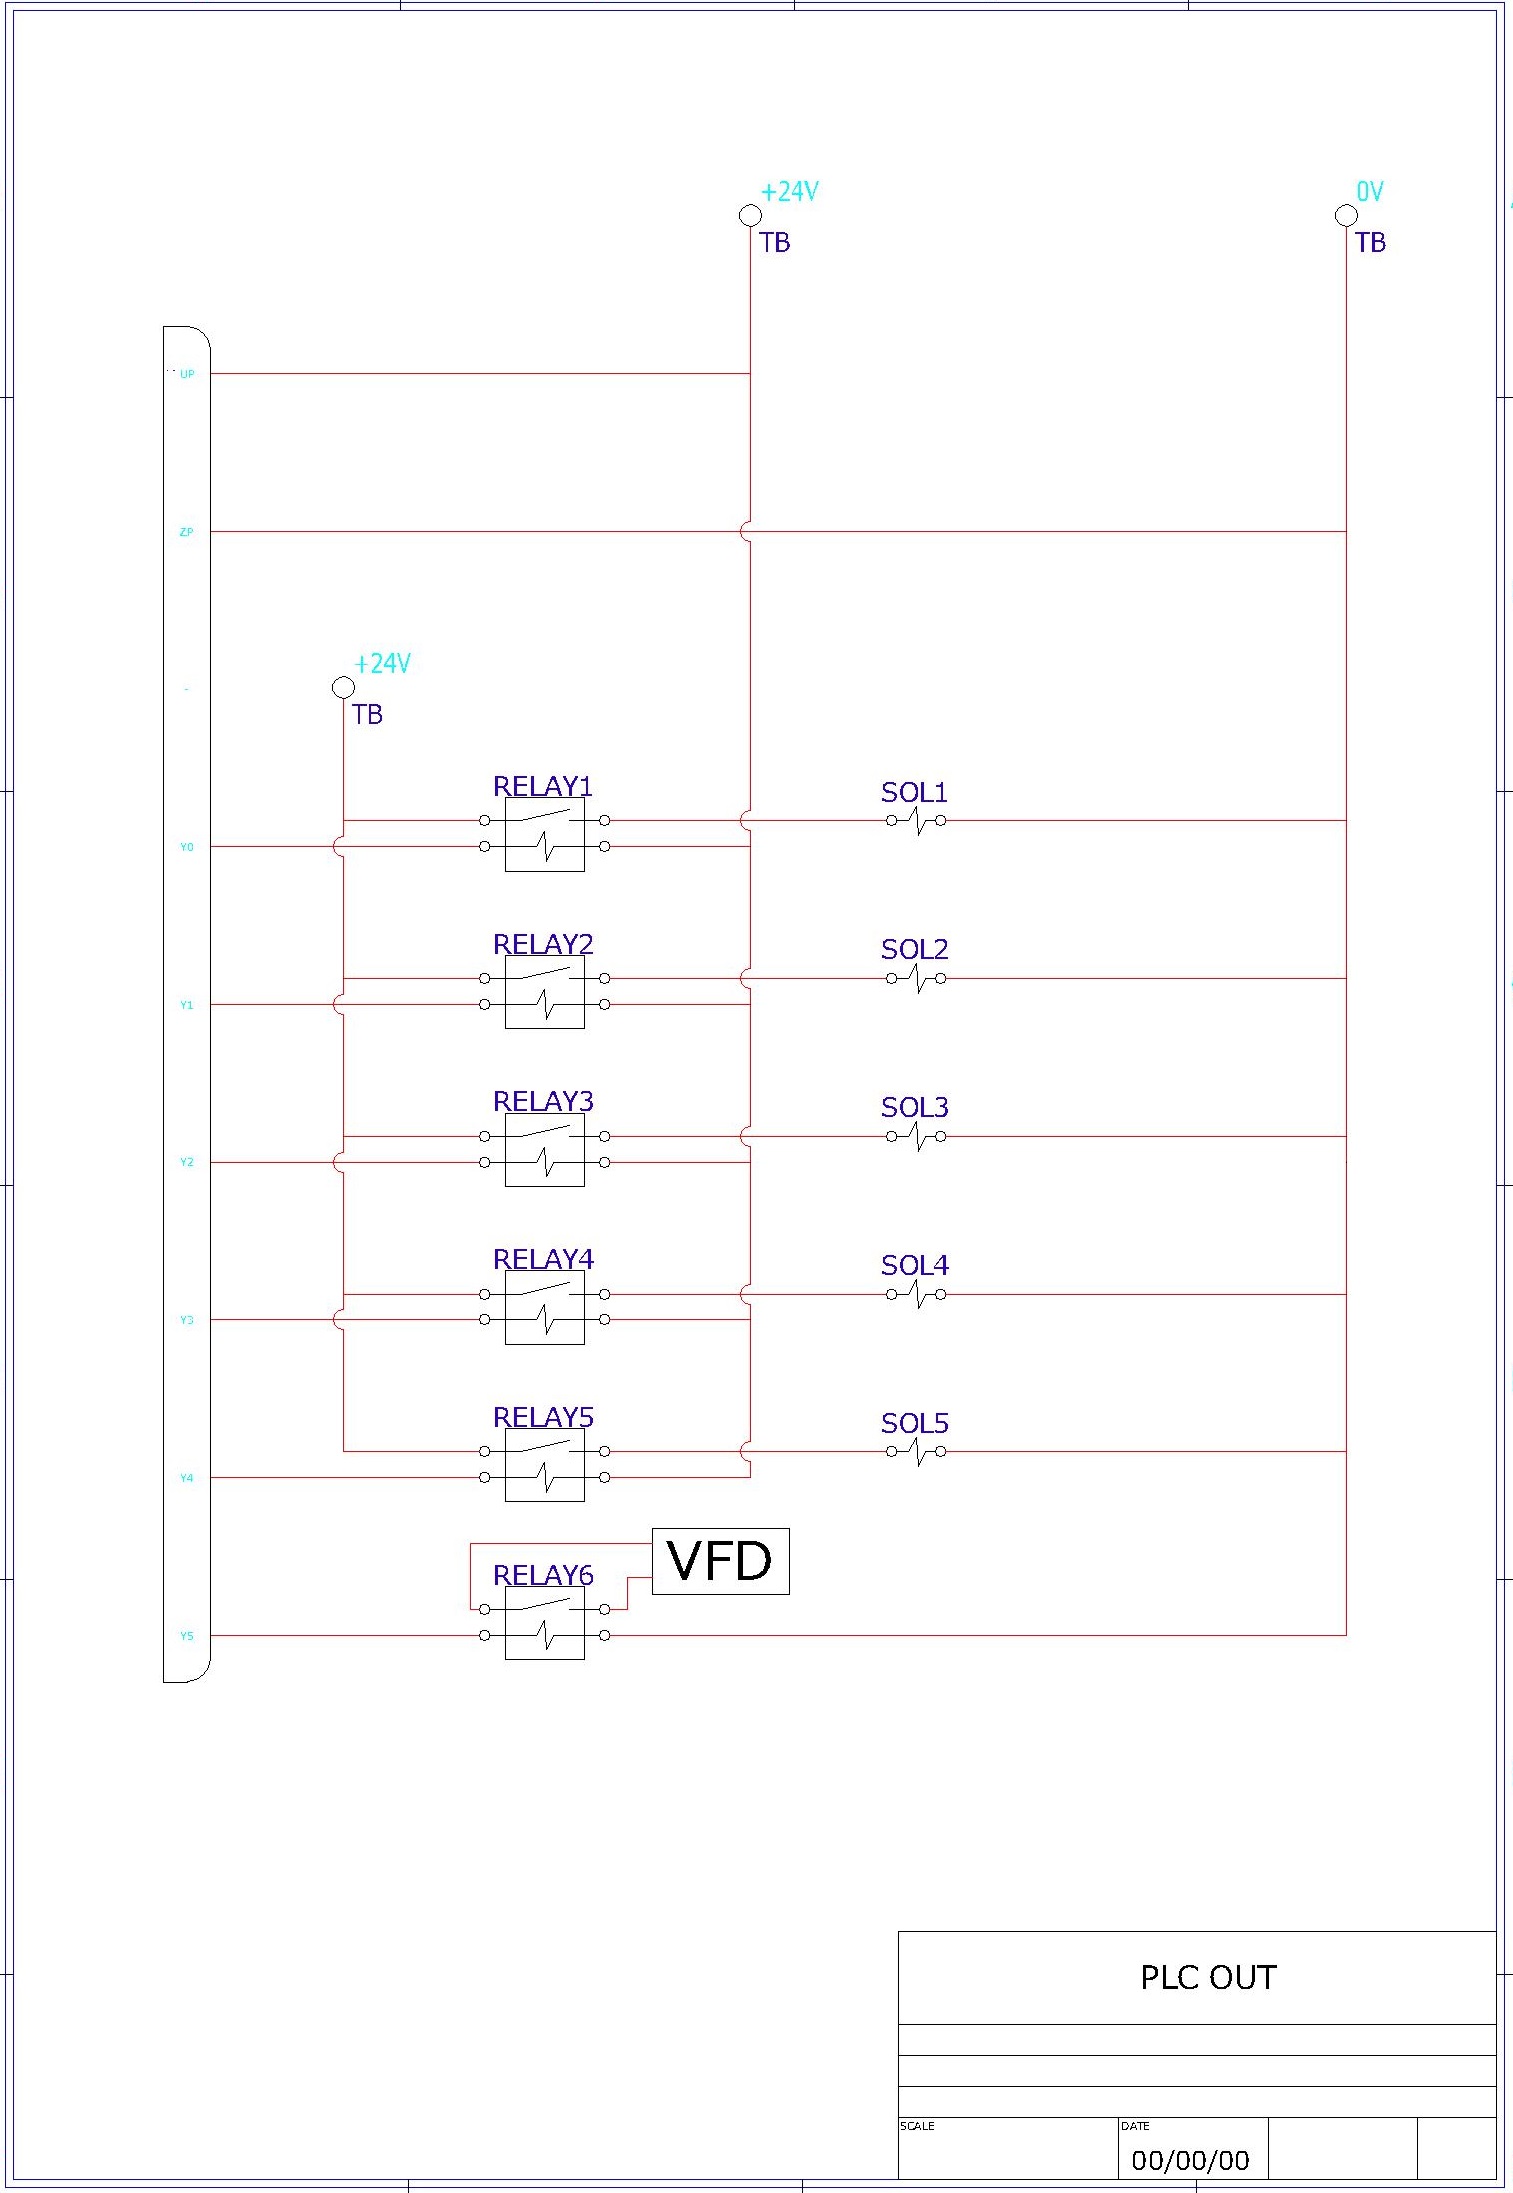 +24V
0V
TB
TB
UP
ZP
-
+24V
TB
RELAY1
SOL1
Y0
RELAY2
SOL2
Y1
RELAY3
SOL3
Y2
RELAY4
SOL4
Y3
RELAY5
SOL5
Y4
VFD
RELAY6
Y5
PLC OUT
SCALE
DATE
00/00/00